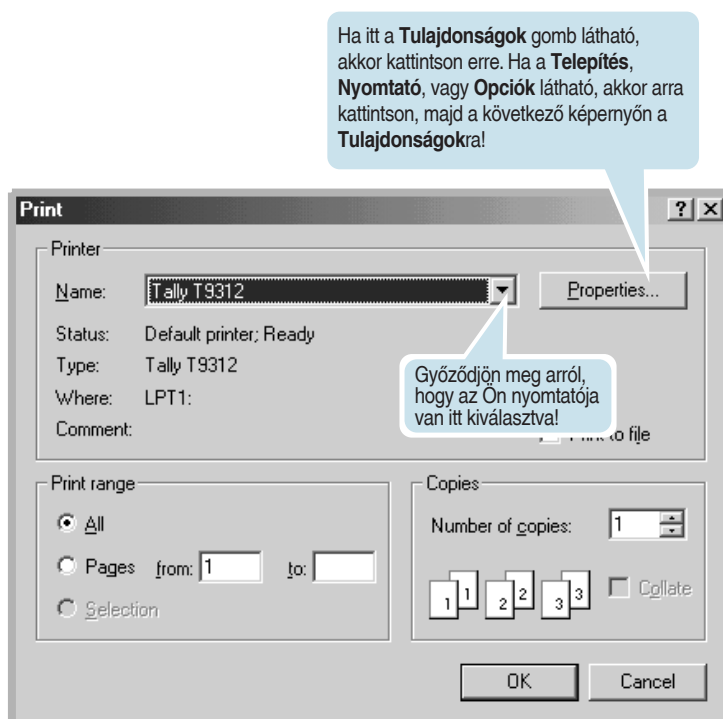 Ha itt a Tulajdonságok gomb látható,
akkor kattintson erre. Ha a Telepítés,
Nyomtató, vagy Opciók látható, akkor arra
kattintson, majd a következő képernyőn a
Tulajdonságokra!
Print
Printer
Name: Tally T9312 Properties...
Status: Default printer; Ready
Type: Tally T9312
Where: LPT1:
Comment:
Győződjön meg arról,
hogy az Ön nyomtatója
van itt kiválasztva!
Print to file
Print range
All
Pages from: 1 to:
Selection
Copies
Number of copies: 1
1 1 2 2 3 3 Collate
OK Cancel